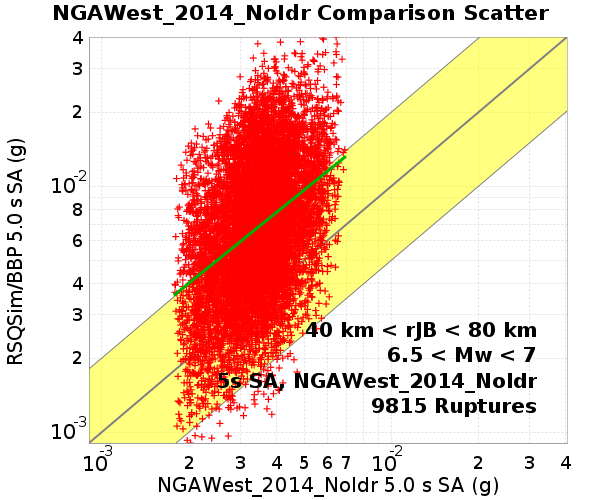 NGAWest_2014_NoIdr Comparison Scatter
4
3
2
10-2
8
6
4
3
2
10-3
RSQSim/BBP 5.0 s SA (g)
40 km < rJB < 80 km
6.5 < Mw < 7
5s SA, NGAWest_2014_NoIdr
9815 Ruptures
10-3 2 3 4 5 6 7 10-2 2 3 4
NGAWest_2014_NoIdr 5.0 s SA (g)